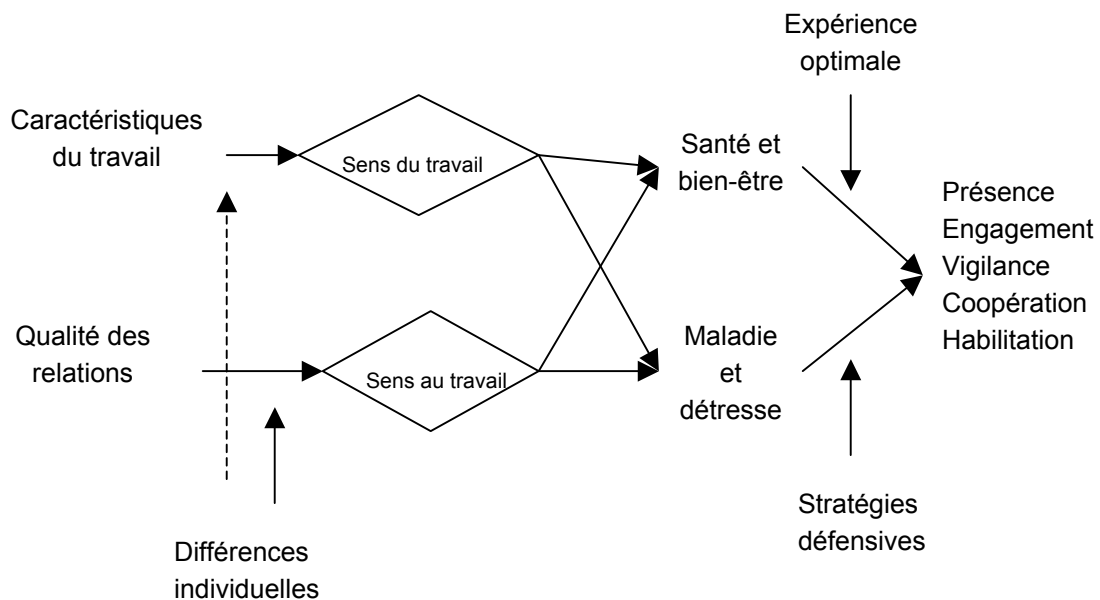 Expérience
optimale
Caractéristiques
du travail
Sens du travail
Santé et
bien-être
Présence
Engagement
Vigilance
Coopération
Habilitation
Qualité des
relations
Sens au travail
Maladie
et
détresse
Stratégies
défensives
Différences
individuelles